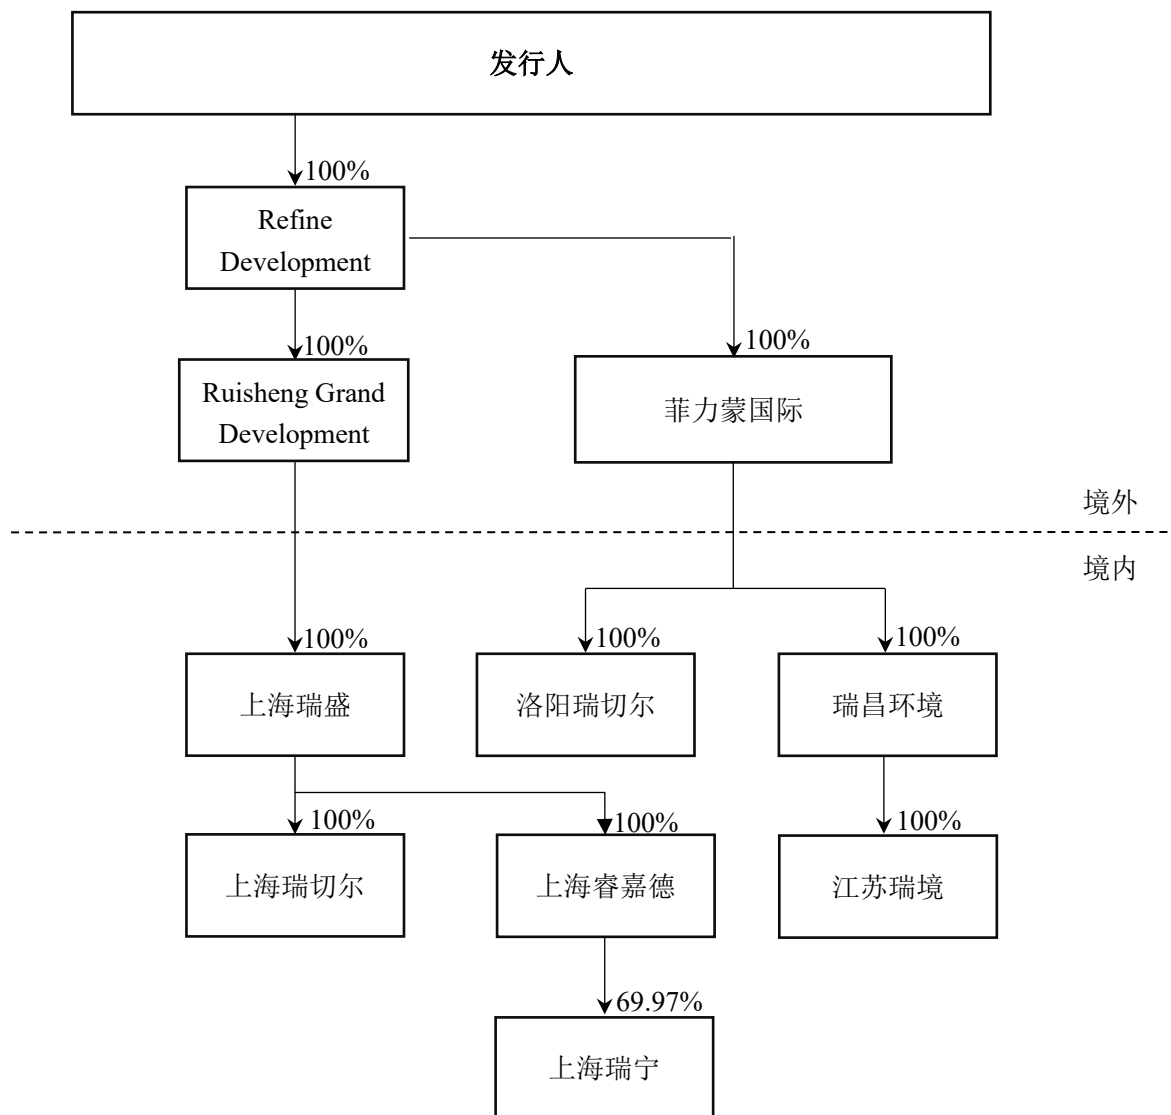 发行人
100%
Refine
Development
100%
100%
Ruisheng Grand
Development
菲力蒙国际
境外
境内
100%
100%
100%
上海瑞盛
洛阳瑞切尔
瑞昌环境
100%
100%
100%
上海瑞切尔
上海睿嘉德
江苏瑞境
69.97%
上海瑞宁